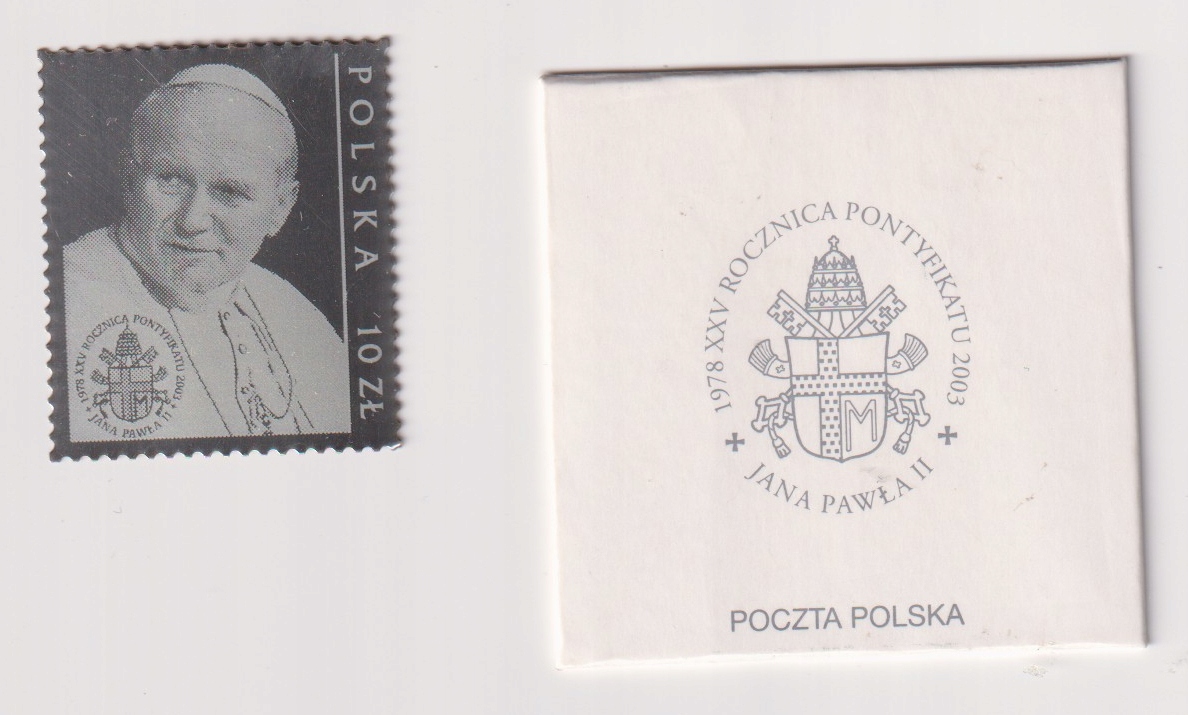 POLSKA 10 ZŁ
1978 XXV ROCZNICA PONTYFIKATU 2003
JANA PAWŁA II
1978 XXV ROCZNICA PONTYFIKATU 2003
JANA PAWŁA II
M
POCZTA POLSKA